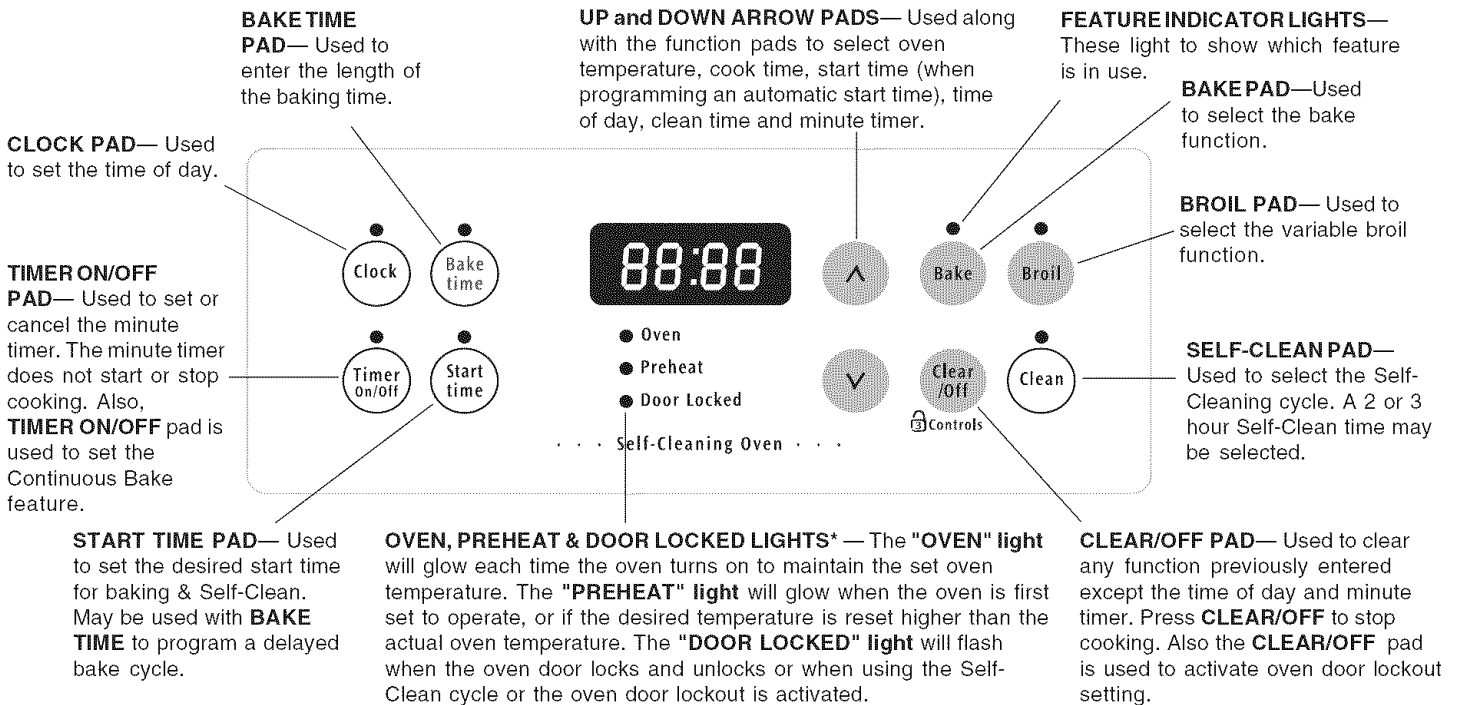 BAKE TIME
PAD— Used to
enter the length of
the baking time.
UP and DOWN ARROW PADS— Used along
with the function pads to select oven
temperature, cook time, start time (when
programming an automatic start time), time
of day, clean time and minute timer.
FEATURE INDICATOR LIGHTS—
These light to show which feature
is in use.
BAKE PAD—Used
to select the bake
function.
CLOCK PAD— Used
to set the time of day.
BROIL PAD— Used to
select the variable broil
function.
TIMER ON/OFF
PAD— Used to set or
cancel the minute
timer. The minute timer
does not start or stop
cooking. Also,
TIMER ON/OFF pad is
used to set the
Continuous Bake
feature.
Clock
Bake
time
88:88
^
Bake
Broil
Timer
On/Off
Start
time
Oven
Preheat
Door Locked
v
Clear
/Off
Clean
3 Controls
· · · Self-Cleaning Oven · · ·
SELF-CLEAN PAD—
Used to select the Self-
Cleaning cycle. A 2 or 3
hour Self-Clean time may
be selected.
START TIME PAD— Used
to set the desired start time
for baking & Self-Clean.
May be used with BAKE
TIME to program a delayed
bake cycle.
OVEN, PREHEAT & DOOR LOCKED LIGHTS* — The "OVEN" light
will glow each time the oven turns on to maintain the set oven
temperature. The "PREHEAT" light will glow when the oven is first
set to operate, or if the desired temperature is reset higher than the
actual oven temperature. The "DOOR LOCKED" light will flash
when the oven door locks and unlocks or when using the Self-
Clean cycle or the oven door lockout is activated.
CLEAR/OFF PAD— Used to clear
any function previously entered
except the time of day and minute
timer. Press CLEAR/OFF to stop
cooking. Also the CLEAR/OFF pad
is used to activate oven door lockout
setting.